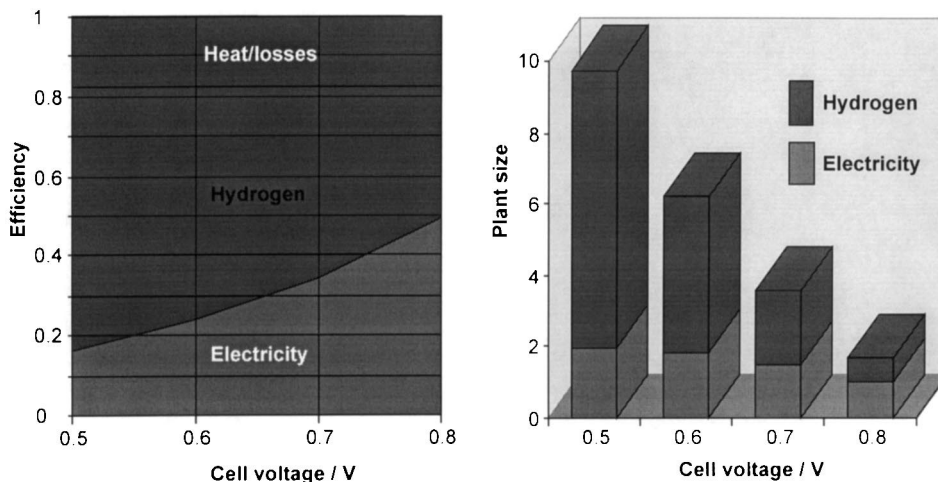 1
0.8
0.6
0.4
0.2
0
Efficiency
Heat/losses
Hydrogen
Electricity
0.5 0.6 0.7 0.8
Cell voltage / V
10
8
6
4
2
0
Plant size
Hydrogen
Electricity
0.5 0.6 0.7 0.8
Cell voltage / V